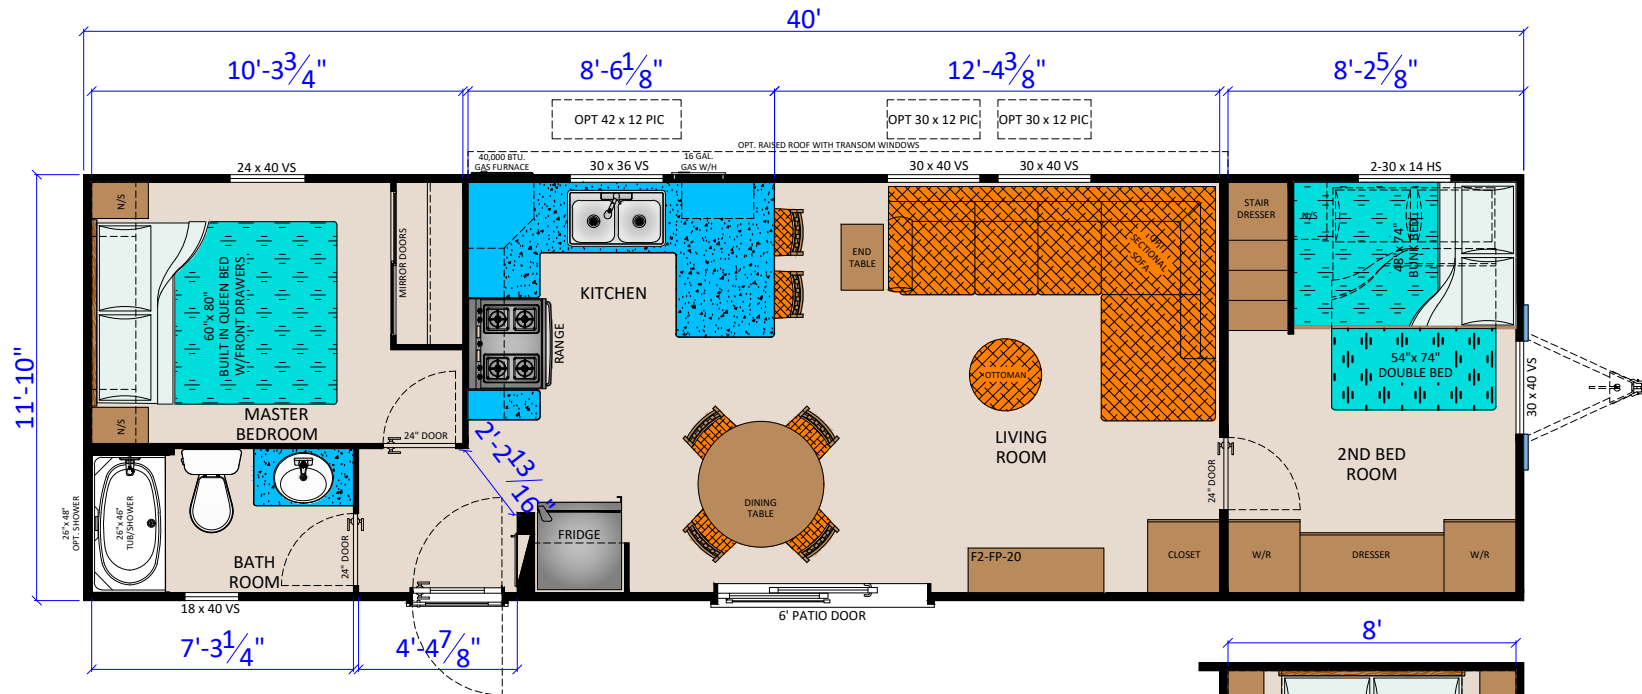 40'
10'-3 3/4"
8'-6 1/8"
12'-4 3/8"
8'-2 5/8"
OPT 42 x 12 PIC
OPT 30 x 12 PIC
OPT 30 x 12 PIC
OPT. RAISED ROOF WITH TRANSOM WINDOWS
24 x 40 VS
40,000 BTU.
GAS FURNACE
30 x 36 VS
16 GAL.
GAS W/H
30 x 40 VS
30 x 40 VS
2-30 x 14 HS
11'-10"
N/S
60"x 80"
BUILT IN QUEEN BED
W/FRONT DRAWERS
MIRROR DOORS
N/S
MASTER
BEDROOM
24" DOOR
KITCHEN
RANGE
END
TABLE
OPT.
SECTIONAL
SOFA
OTTOMAN
LIVING
ROOM
STAIR
DRESSER
N/S
48"x 74"
BUNK BED
54"x 74"
DOUBLE BED
30 x 40 VS
2ND BED
ROOM
24" DOOR
2'-2 13/16"
26"x 48"
OPT. SHOWER
26"x 46"
TUB/SHOWER
BATH
ROOM
24" DOOR
FRIDGE
DINING
TABLE
F2-FP-20
CLOSET
W/R
DRESSER
W/R
18 x 40 VS
6' PATIO DOOR
7'-3 1/4"
4'-4 7/8"
8'